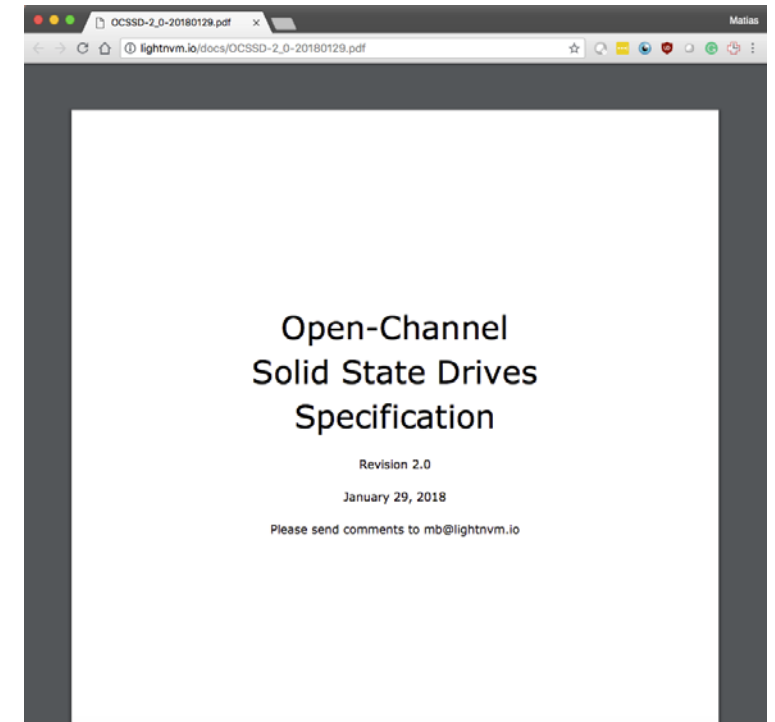 OCSSD-2_0-20180129.pdf
Matias
lightnvm.io/docs/OCSSD-2_0-20180129.pdf
Open-Channel
Solid State Drives
Specification
Revision 2.0
January 29, 2018
Please send comments to mb@lightnvm.io